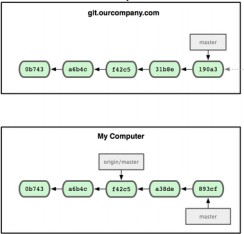 git.ourcompany.com
master
0b743 a6b4c f42c5 31b8e 190a3
My Computer
origin/master
0b743 a6b4c f42c5 a38de 893cf
master